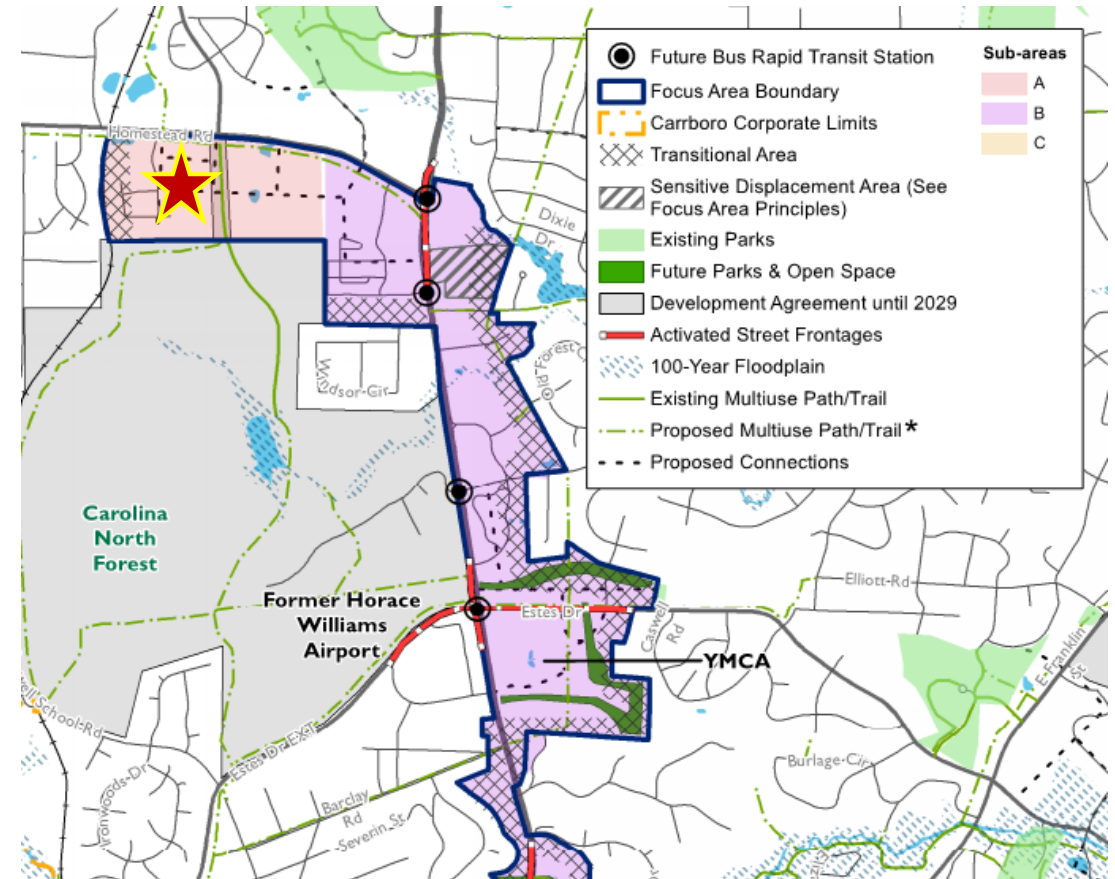 Future Bus Rapid Transit Station
Focus Area Boundary
Carrboro Corporate Limits
Transitional Area
Sensitive Displacement Area (See
Focus Area Principles)
Existing Parks
Future Parks & Open Space
Development Agreement until 2029
Activated Street Frontages
100-Year Floodplain
Existing Multiuse Path/Trail
Proposed Multiuse Path/Trail*
Proposed Connections
Sub-areas
A
B
C
Homestead Rd
Dixie
Dr
Windsor-Cir
Old-Forest
Carolina
North
Forest
Former Horace
Williams
Airport
Estes Dr
Caswell
Rd
Elliott-Rd
E-Franklin
St
YMCA
School-Rd
Estes Dr EXT
Ironwoods-Dr
Barclay
Rd
Severin-St
Burlage-Cir